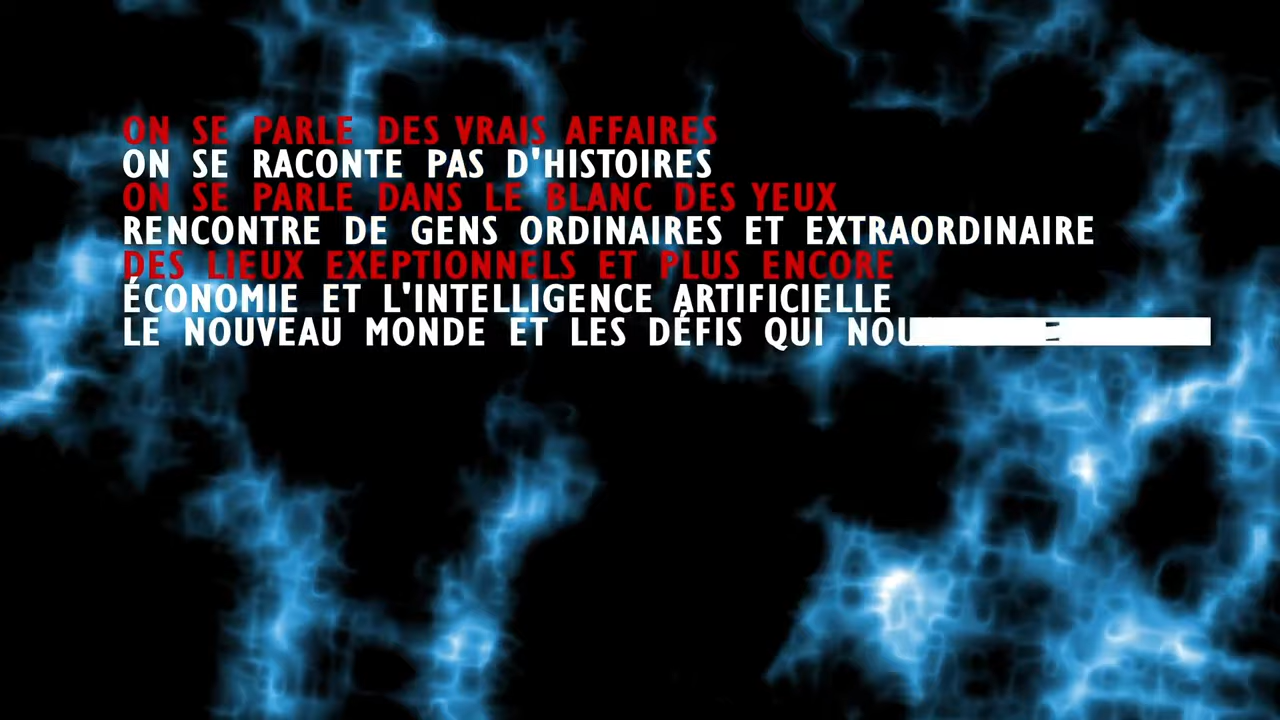 ON SE PARLE DES VRAIS AFFAIRES
ON SE RACONTE PAS D'HISTOIRES
ON SE PARLE DANS LE BLANC DES YEUX
RENCONTRE DE GENS ORDINAIRES ET EXTRAORDINAIRE
DES LIEUX EXEPTIONNELS ET PLUS ENCORE
ÉCONOMIE ET L'INTELLIGENCE ARTIFICIELLE
LE NOUVEAU MONDE ET LES DÉFIS QUI